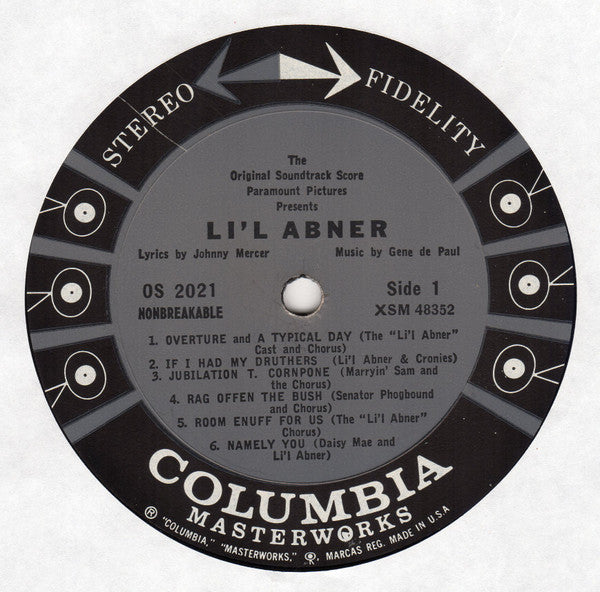 STEREO FIDELITY
The
Original Soundtrack Score
Paramount Pictures
Presents
LI'L ABNER
Lyrics by Johnny Mercer Music by Gene de Paul
OS 2021 Side 1
NONBREAKABLE XSM 48352
1. OVERTURE and A TYPICAL DAY (The "Li'l Abner"
Cast and Chorus)
2. IF I HAD MY DRUTHERS (Li'l Abner & Cronies)
3. JUBILATION T. CORNPONE (Marryin' Sam and
the Chorus)
4. RAG OFFEN THE BUSH (Senator Phogbound
and Chorus)
5. ROOM ENUFF FOR US (The "Li'l Abner"
Chorus)
6. NAMELY YOU (Daisy Mae and
Li'l Abner)
COLUMBIA
MASTERWORKS
® "COLUMBIA," "MASTERWORKS," MARCAS REG. MADE IN U.S.A